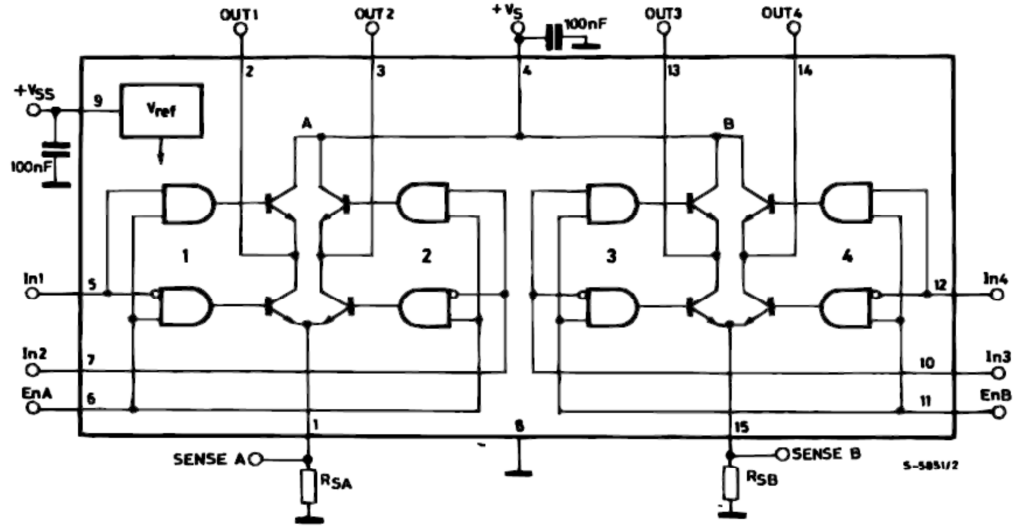 OUT1 OUT2 +VS 100nF OUT3 OUT4
2 3 4 13 14
+VSS 9 Vref
A B
100nF
1 2 3 4
In1 5 12 In4
In2 7 10 In3
EnA 6 11 EnB
1 8 15
SENSE A SENSE B
RSA RSB
S-5851/2